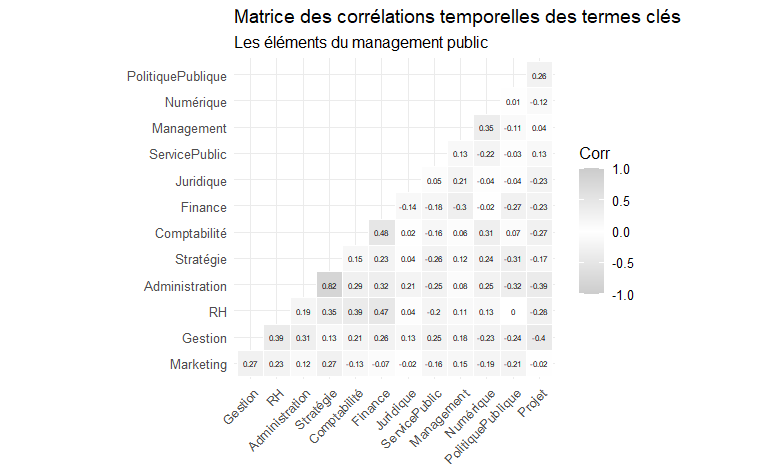 Matrice des corrélations temporelles des termes clés
Les éléments du management public
PolitiquePublique 0.26
Numérique 0.01 -0.12
Management 0.35 -0.11 0.04
ServicePublic 0.13 -0.22 -0.03 0.13
Juridique 0.05 0.21 -0.04 -0.04 -0.23
Finance -0.14 -0.18 -0.3 -0.02 -0.27 -0.23
Comptabilité 0.48 0.02 -0.16 0.06 0.31 0.07 -0.27
Stratégie 0.15 0.23 0.04 -0.26 0.12 0.24 -0.31 -0.17
Administration 0.82 0.29 0.32 0.21 -0.25 0.08 0.25 -0.32 -0.39
RH 0.19 0.35 0.39 0.47 0.04 -0.2 0.11 0.13 0 -0.28
Gestion 0.39 0.31 0.13 0.21 0.26 0.13 0.25 0.18 -0.23 -0.24 -0.4
Marketing 0.27 0.23 0.12 0.27 -0.13 -0.07 -0.02 -0.16 0.15 -0.19 -0.21 -0.02
Gestion
RH
Administration
Stratégie
Comptabilité
Finance
Juridique
ServicePublic
Management
Numérique
PolitiquePublique
Projet
Corr
1.0
0.5
0.0
-0.5
-1.0